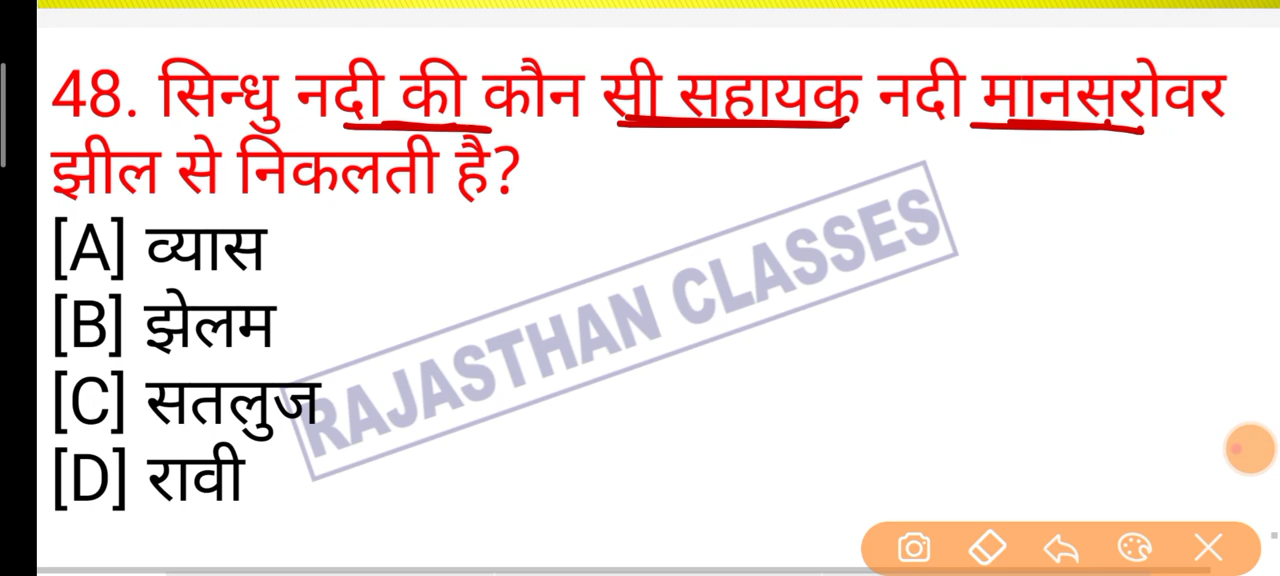 48. सिन्धु नदी की कौन सी सहायक नदी मानसरोवर
झील से निकलती है?
[A] व्यास
[B] झेलम
[C] सतलुज
[D] रावी
RAJASTHAN CLASSES